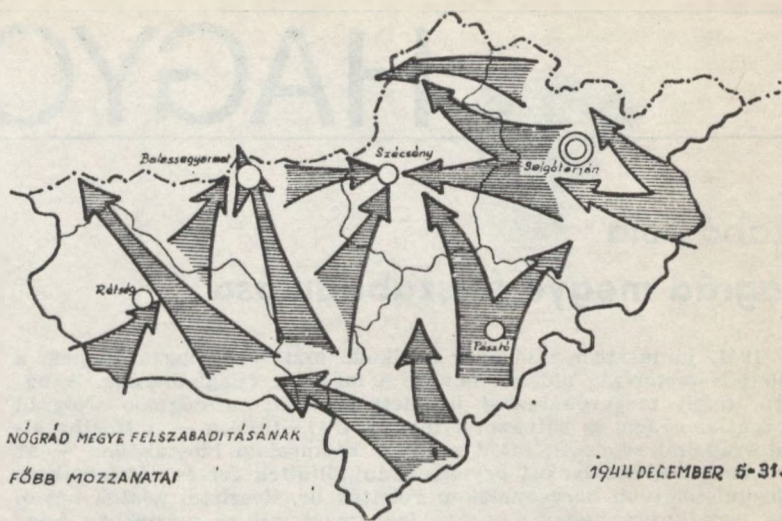 Balassagyarmat
Szécsény
Salgótarján
Rétság
Pásztó
NÓGRÁD MEGYE FELSZABADITÁSÁNAK
FŐBB MOZZANATAI
1944 DECEMBER 5-31.